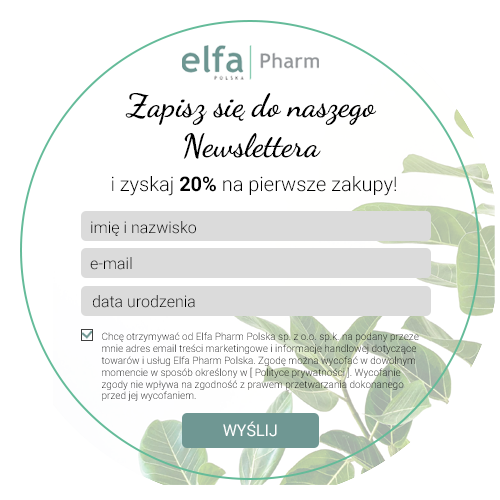 elfa Pharm
POLSKA
Zapisz się do naszego
Newslettera
i zyskaj 20% na pierwsze zakupy!
imię i nazwisko
e-mail
data urodzenia
Chcę otrzymywać od Elfa Pharm Polska sp. z o.o. sp.k. na podany przeze
mnie adres email treści marketingowe i informację handlowej dotyczące
towarów i usług Elfa Pharm Polska. Zgodę można wycofać w dowolnym
momencie w sposób określony w [ Polityce prywatności ]. Wycofanie
zgody nie wpływa na zgodność z prawem przetwarzania dokonanego
przed jej wycofaniem.
WYŚLIJ